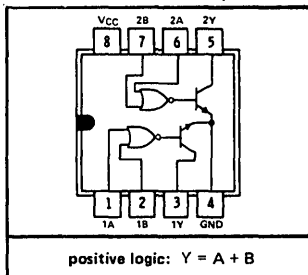 VCC 2B 2A 2Y
8 7 6 5
1 2 3 4
1A 1B 1Y GND
positive logic: Y = A + B